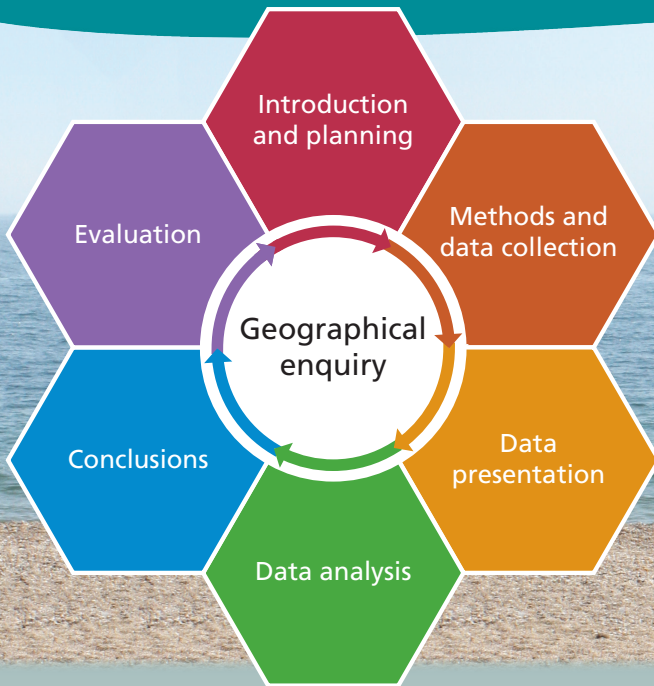 Introduction
and planning
Methods and
data collection
Data
presentation
Data analysis
Conclusions
Evaluation
Geographical
enquiry